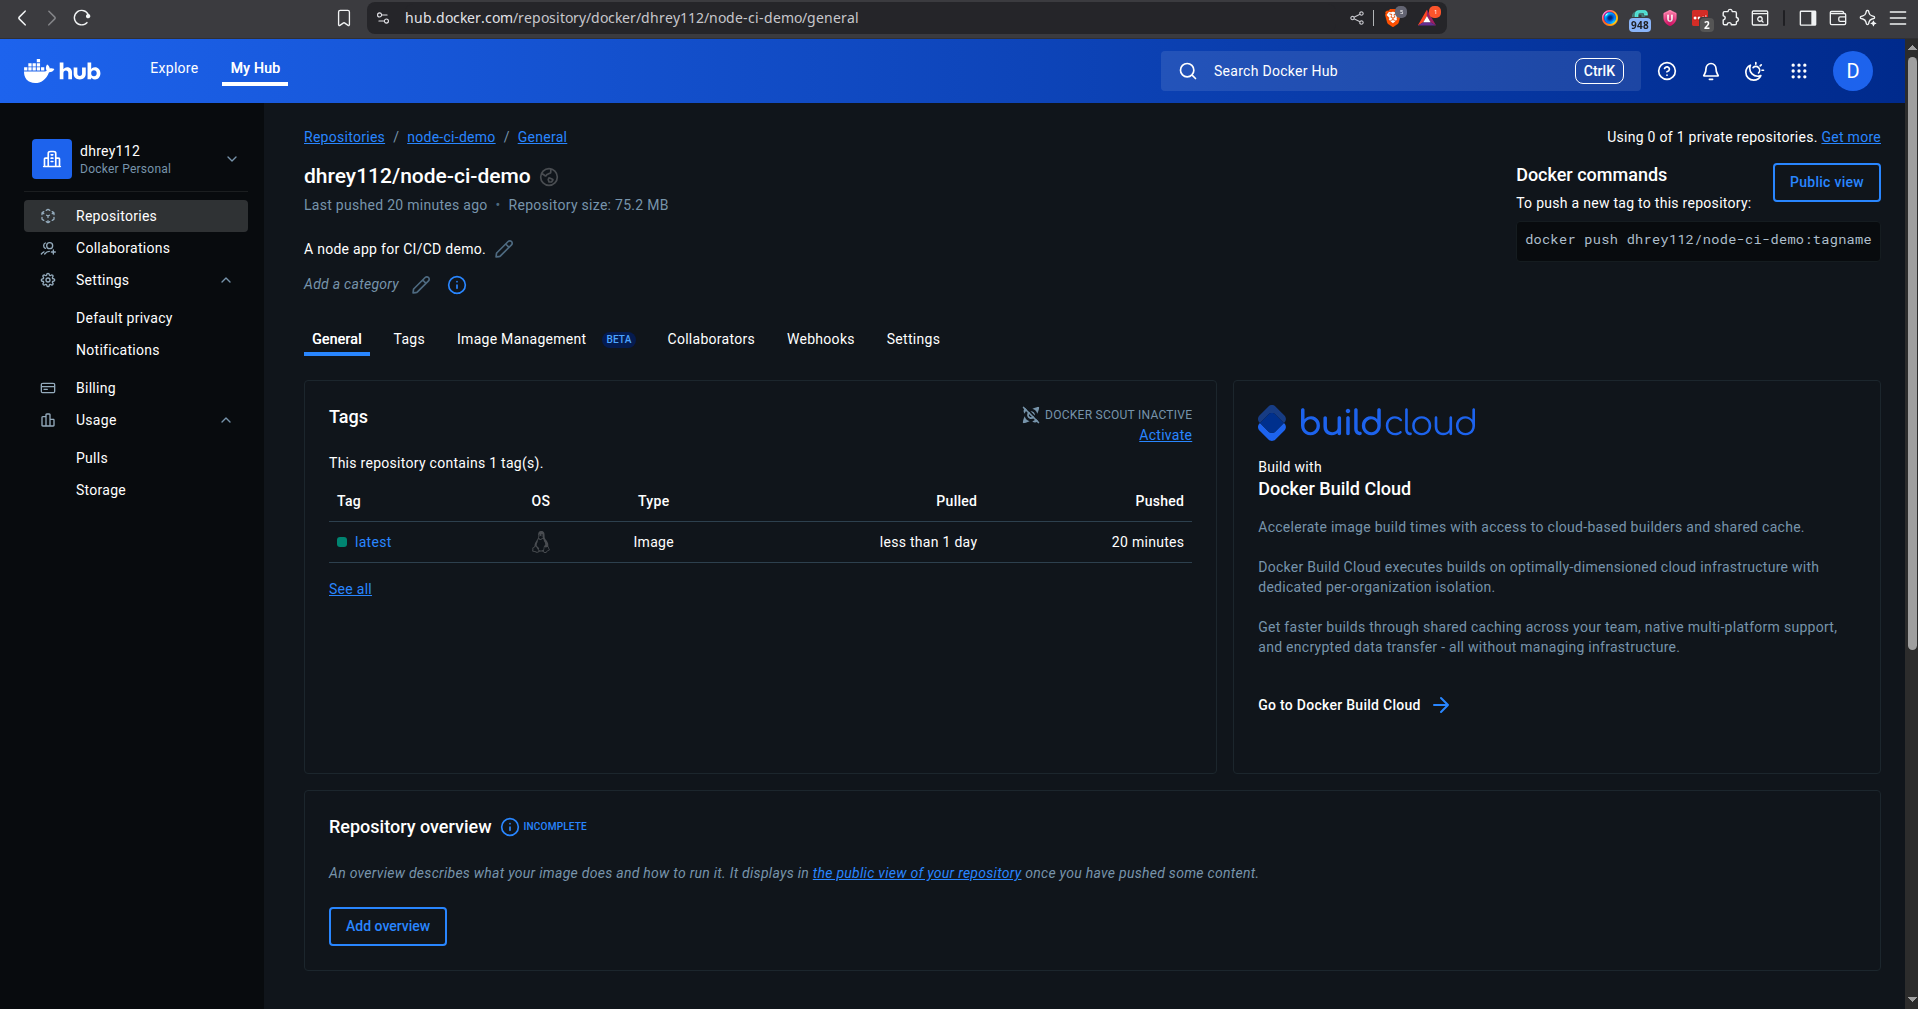 hub.docker.com/repository/docker/dhrey112/node-ci-demo/general
948
2
hub
Explore
My Hub
Search Docker Hub
CtrlK
D
dhrey112
Docker Personal
Repositories
Collaborations
Settings
Default privacy
Notifications
Billing
Usage
Pulls
Storage
Repositories / node-ci-demo / General
Using 0 of 1 private repositories. Get more
dhrey112/node-ci-demo
Last pushed 20 minutes ago • Repository size: 75.2 MB
A node app for CI/CD demo.
Add a category
Docker commands
Public view
To push a new tag to this repository:
docker push dhrey112/node-ci-demo:tagname
General Tags Image Management BETA Collaborators Webhooks Settings
Tags
DOCKER SCOUT INACTIVE
Activate
This repository contains 1 tag(s).
Tag OS Type Pulled Pushed
latest Image less than 1 day 20 minutes
See all
buildcloud
Build with
Docker Build Cloud
Accelerate image build times with access to cloud-based builders and shared cache.
Docker Build Cloud executes builds on optimally-dimensioned cloud infrastructure with
dedicated per-organization isolation.
Get faster builds through shared caching across your team, native multi-platform support,
and encrypted data transfer - all without managing infrastructure.
Go to Docker Build Cloud
Repository overview INCOMPLETE
An overview describes what your image does and how to run it. It displays in the public view of your repository once you have pushed some content.
Add overview